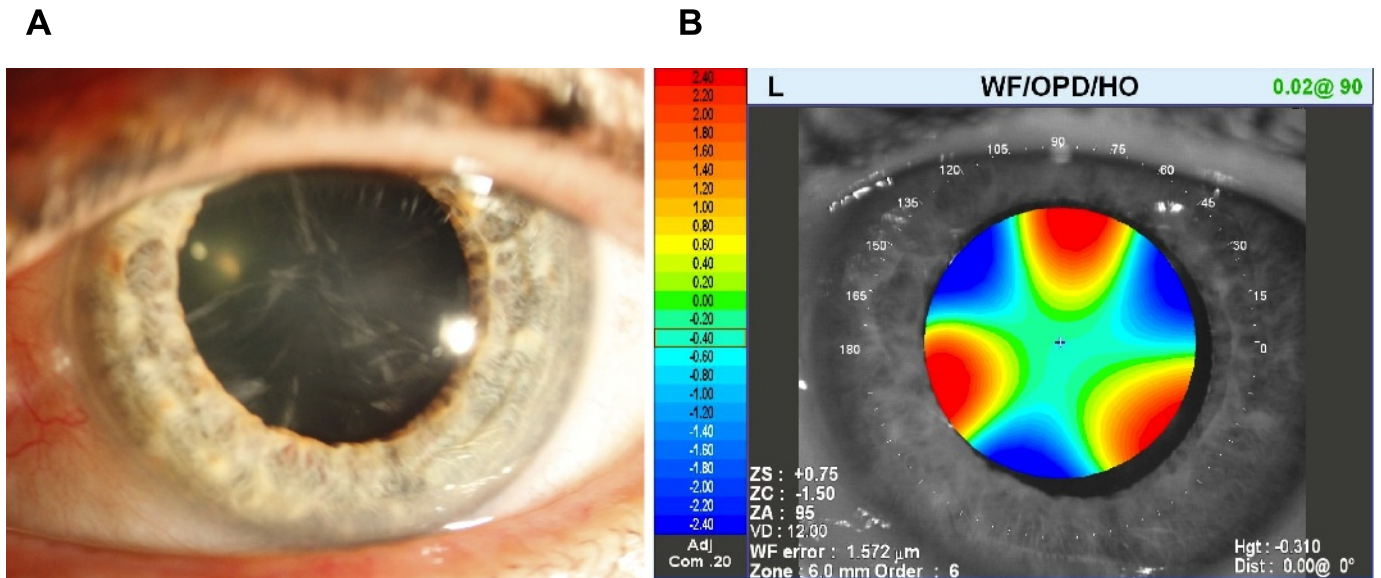 A
B
2.40
2.20
2.00
1.80
1.60
1.40
1.20
1.00
0.80
0.60
0.40
0.20
0.00
-0.20
-0.40
-0.60
-0.80
-1.00
-1.20
-1.40
-1.60
-1.80
-2.00
-2.20
-2.40
Adj
Com .20
L WF/OPD/HO 0.02@ 90
90
105 75
120 60
135 45
150 30
165 15
180 0
ZS : +0.75
ZC : -1.50
ZA : 95
VD : 12.00
WF error : 1.572 µm
Zone : 6.0 mm Order : 6
Hgt : -0.310
Dist : 0.00@ 0°